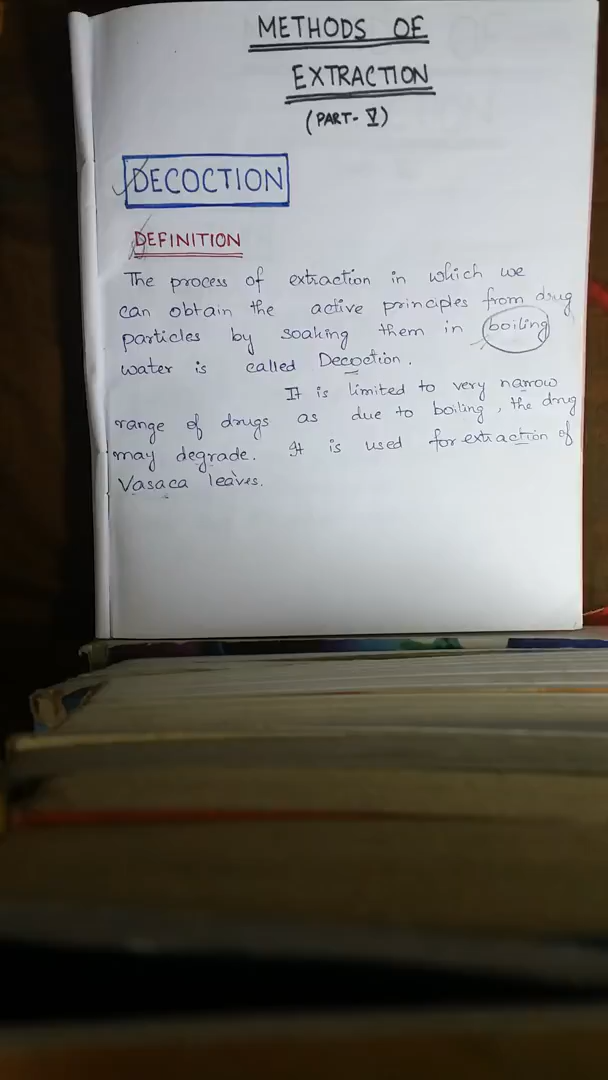 METHODS OF
EXTRACTION
(PART- V)
DECOCTION
DEFINITION
The process of extraction in which we
can obtain the active principles from drug
particles by soaking them in boiling
water is called Decoction.
It is limited to very narrow
range of drugs as due to boiling, the drug
may degrade. It is used for extraction of
Vasaca leaves.